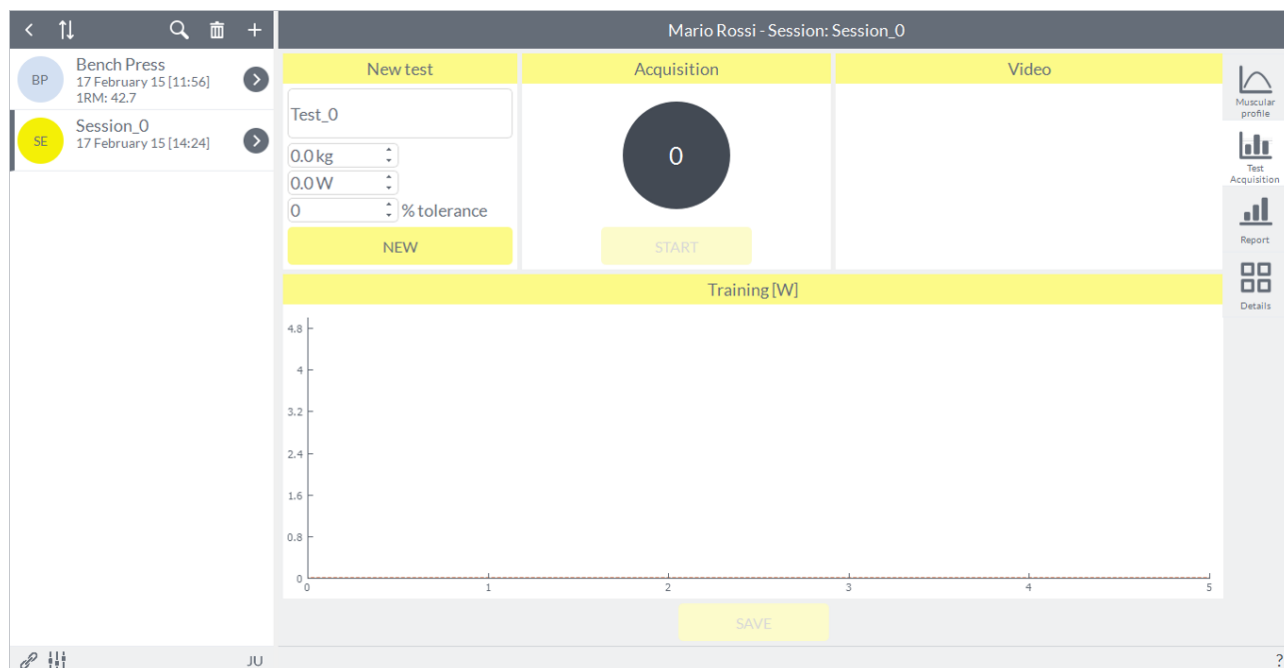 Mario Rossi - Session: Session_0
BP
Bench Press
17 February 15 [11:56]
1RM: 42.7
SE
Session_0
17 February 15 [14:24]
New test
Test_0
0.0 kg
0.0 W
0
% tolerance
NEW
Acquisition
0
START
Video
Muscular
profile
Test
Acquisition
Report
Details
Training [W]
4.8
4
3.2
2.4
1.6
0.8
0
0 1 2 3 4 5
SAVE
JU
?